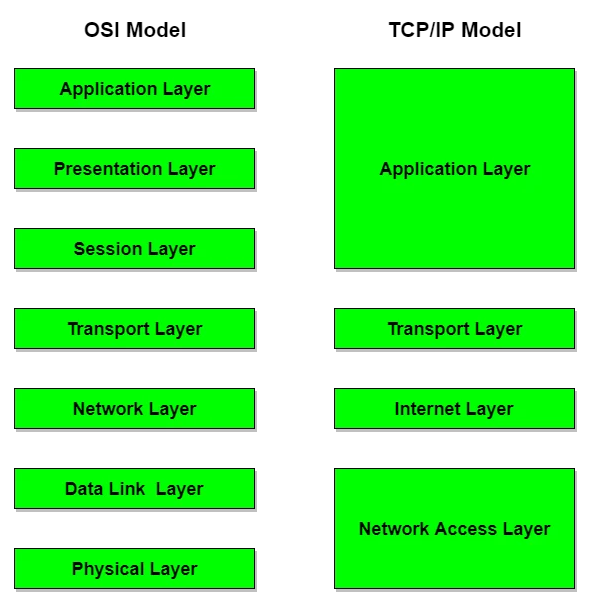 OSI Model
TCP/IP Model
Application Layer
Presentation Layer
Session Layer
Transport Layer
Network Layer
Data Link  Layer
Physical Layer
Application Layer
Transport Layer
Internet Layer
Network Access Layer